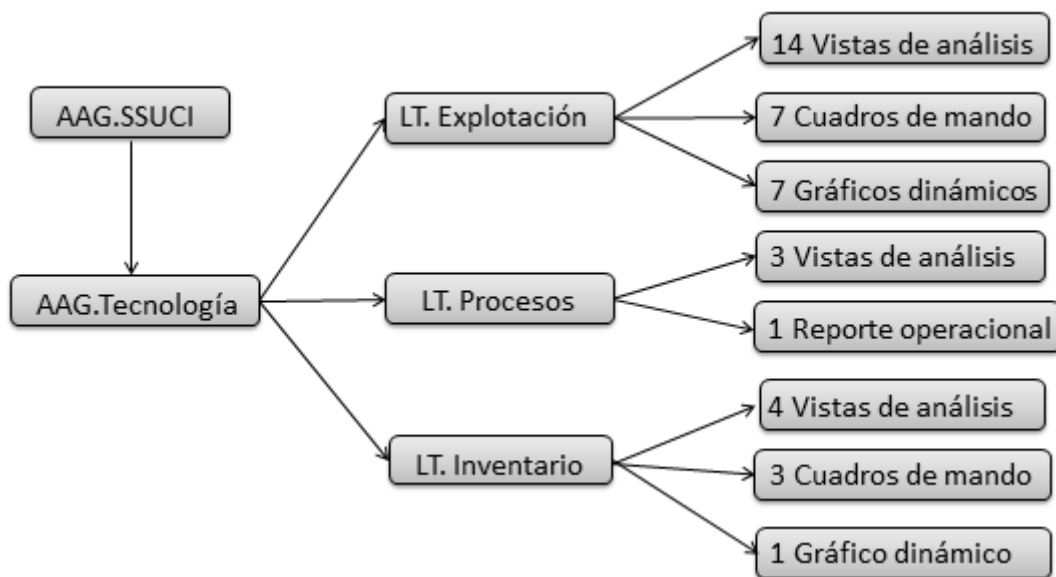 AAG.SSUCI
AAG.Tecnología
LT. Explotación
14 Vistas de análisis
7 Cuadros de mando
7 Gráficos dinámicos
LT. Procesos
3 Vistas de análisis
1 Reporte operacional
LT. Inventario
4 Vistas de análisis
3 Cuadros de mando
1 Gráfico dinámico